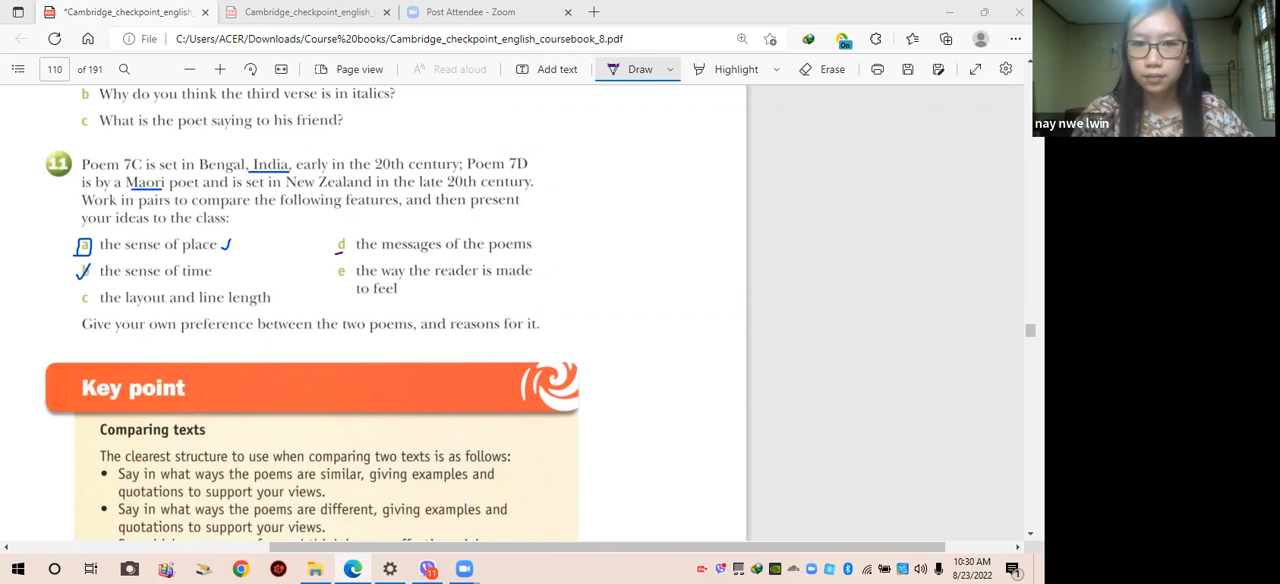 *Cambridge_checkpoint_english_
Cambridge_checkpoint_english_
Post Attendee - Zoom
File
C:/Users/ACER/Downloads/Course%20books/Cambridge_checkpoint_english_coursebook_8.pdf
On
110 of 191
Page view
Read aloud
Add text
Draw
Highlight
Erase
b Why do you think the third verse is in italics?
c What is the poet saying to his friend?
nay nwe lwin
11 Poem 7C is set in Bengal, India, early in the 20th century; Poem 7D
is by a Maori poet and is set in New Zealand in the late 20th century.
Work in pairs to compare the following features, and then present
your ideas to the class:
a the sense of place
b the sense of time
c the layout and line length
d the messages of the poems
e the way the reader is made
to feel
Give your own preference between the two poems, and reasons for it.
Key point
Comparing texts
The clearest structure to use when comparing two texts is as follows:
• Say in what ways the poems are similar, giving examples and
quotations to support your views.
• Say in what ways the poems are different, giving examples and
quotations to support your views.
11
10:30 AM
8/23/2022
1